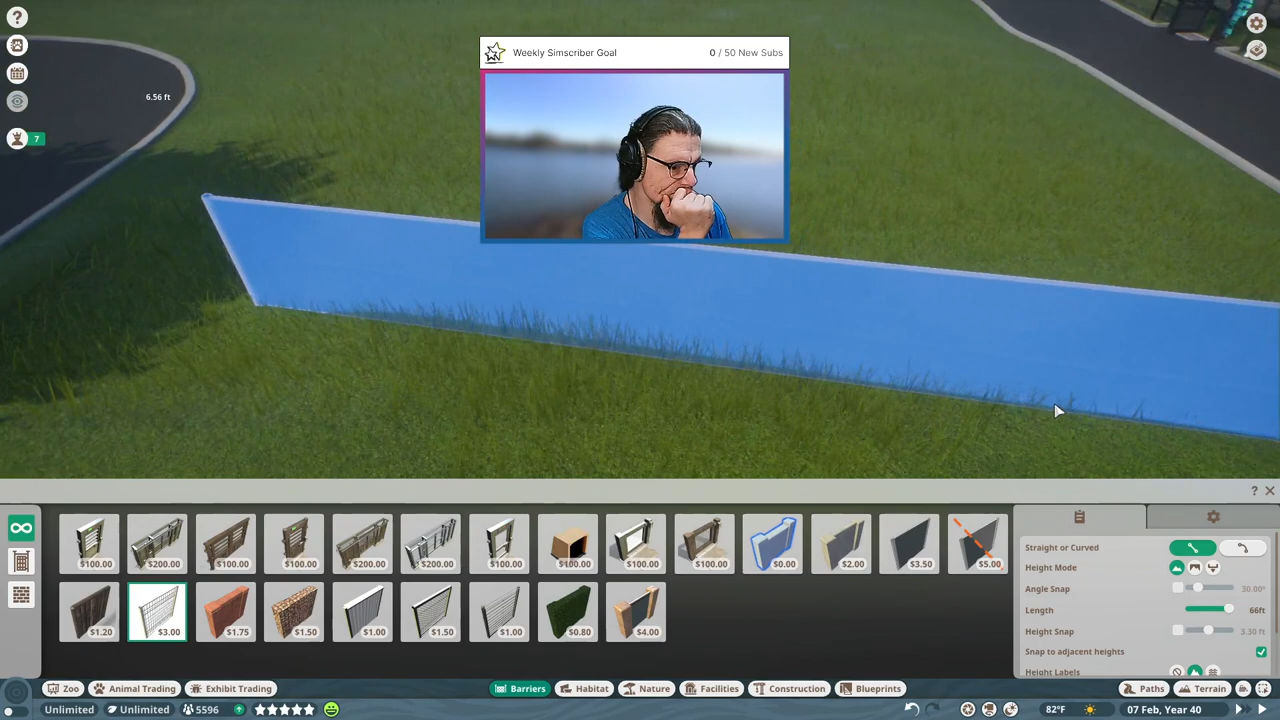 ?
Weekly Simscriber Goal 0 / 50 New Subs
6.56 ft
7
? ✕
$100.00 $200.00 $100.00 $100.00 $200.00 $200.00 $100.00 $100.00 $100.00 $100.00 $0.00 $2.00 $3.50 $5.00
$1.20 $3.00 $1.75 $1.50 $1.00 $1.50 $1.00 $0.80 $4.00
Straight or Curved
Height Mode
Angle Snap 30.00°
Length 66ft
Height Snap 3.30 ft
Snap to adjacent heights
Height Labels
Zoo Animal Trading Exhibit Trading Barriers Habitat Nature Facilities Construction Blueprints Paths Terrain
Unlimited Unlimited 5596 82°F 07 Feb, Year 40